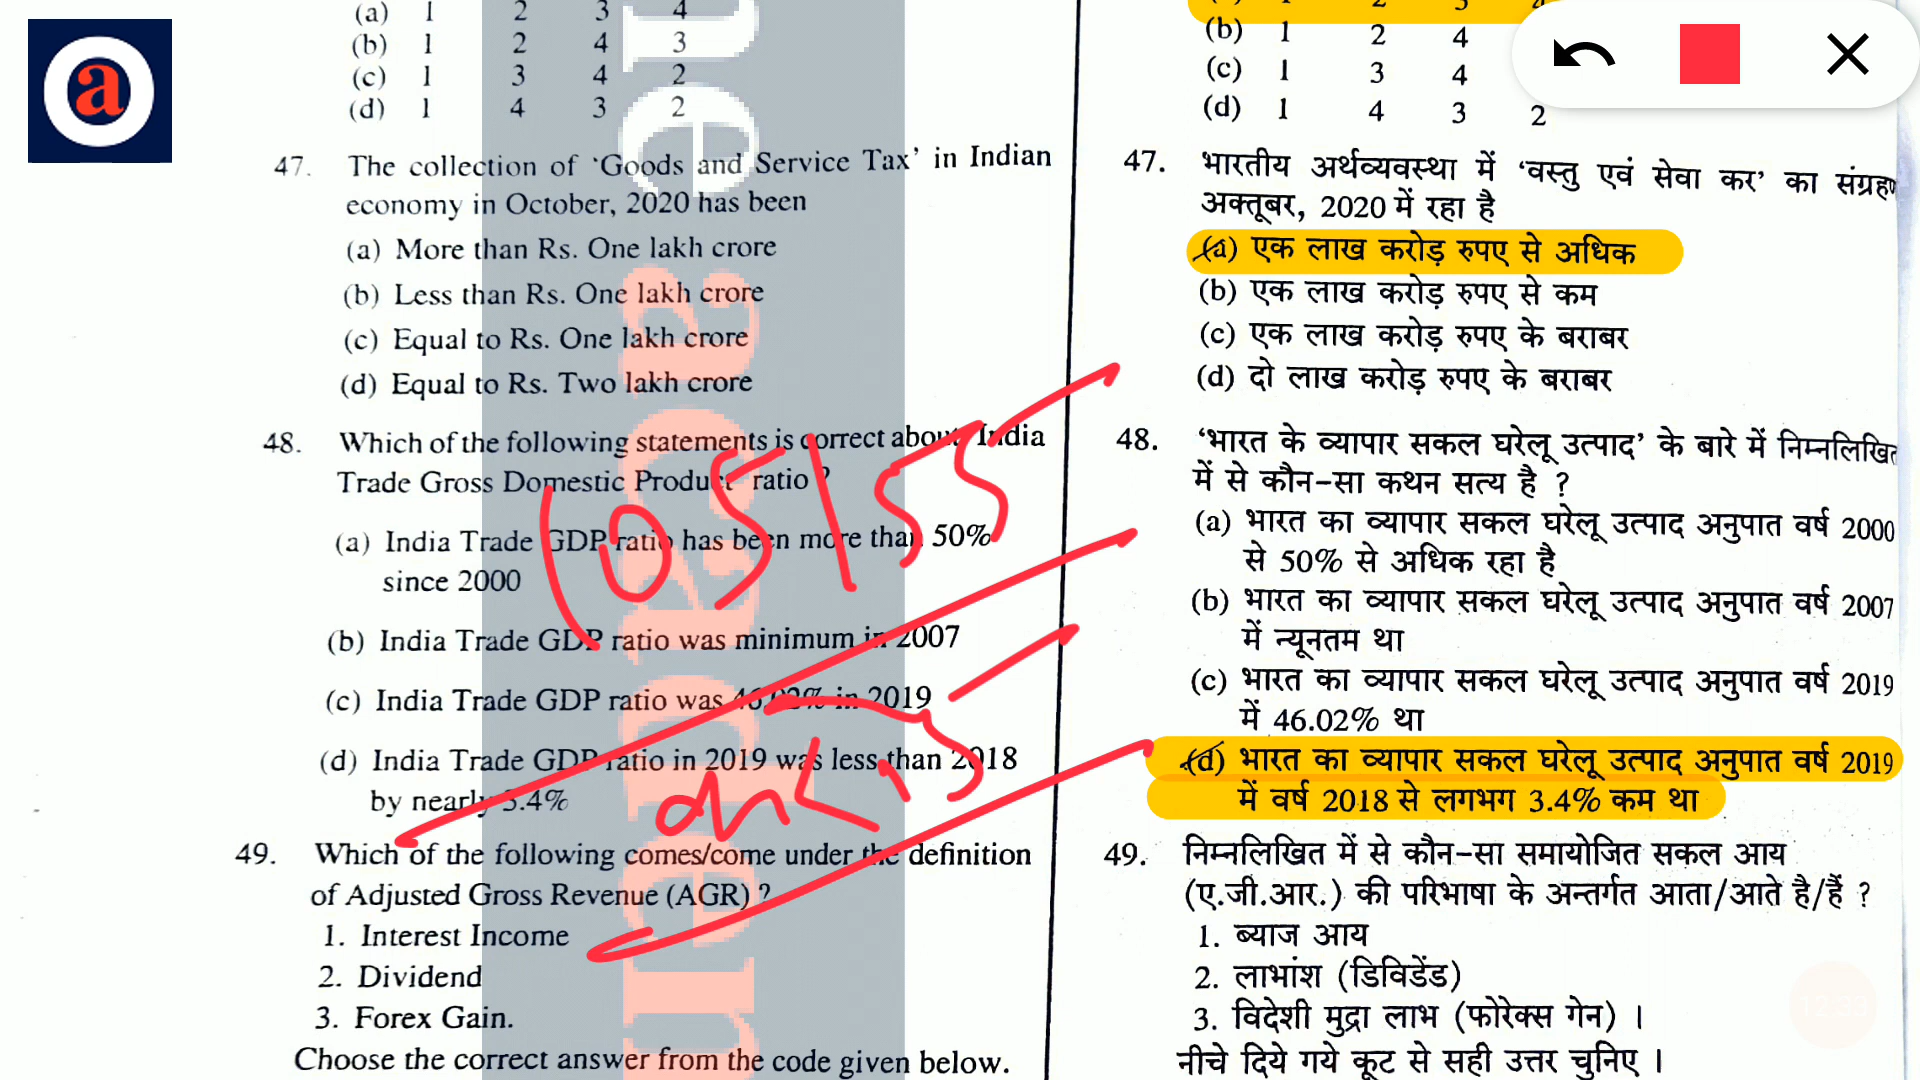 a
(a) 1 2 3 4
(b) 1 2 4 3
(c) 1 3 4 2
(d) 1 4 3 2
47. The collection of 'Goods and Service Tax' in Indian
economy in October, 2020 has been
(a) More than Rs. One lakh crore
(b) Less than Rs. One lakh crore
(c) Equal to Rs. One lakh crore
(d) Equal to Rs. Two lakh crore
48. Which of the following statements is correct about India
Trade Gross Domestic Product ratio ?
(a) India Trade GDP ratio has been more than 50%
since 2000
(b) India Trade GDP ratio was minimum in 2007
(c) India Trade GDP ratio was 46.02% in 2019
(d) India Trade GDP ratio in 2019 was less than 2018
by nearly 3.4%
49. Which of the following comes/come under the definition
of Adjusted Gross Revenue (AGR) ?
1. Interest Income
2. Dividend
3. Forex Gain.
Choose the correct answer from the code given below.
(b) 1 2 4
(c) 1 3 4
(d) 1 4 3 2
47. भारतीय अर्थव्यवस्था में 'वस्तु एवं सेवा कर' का संग्रहण
अक्तूबर, 2020 में रहा है
(a) एक लाख करोड़ रुपए से अधिक
(b) एक लाख करोड़ रुपए से कम
(c) एक लाख करोड़ रुपए के बराबर
(d) दो लाख करोड़ रुपए के बराबर
48. 'भारत के व्यापार सकल घरेलू उत्पाद' के बारे में निम्नलिखित
में से कौन-सा कथन सत्य है ?
(a) भारत का व्यापार सकल घरेलू उत्पाद अनुपात वर्ष 2000
से 50% से अधिक रहा है
(b) भारत का व्यापार सकल घरेलू उत्पाद अनुपात वर्ष 2007
में न्यूनतम था
(c) भारत का व्यापार सकल घरेलू उत्पाद अनुपात वर्ष 2019
में 46.02% था
(d) भारत का व्यापार सकल घरेलू उत्पाद अनुपात वर्ष 2019
में वर्ष 2018 से लगभग 3.4% कम था
49. निम्नलिखित में से कौन-सा समायोजित सकल आय
(ए.जी.आर.) की परिभाषा के अन्तर्गत आता/आते है/हैं ?
1. ब्याज आय
2. लाभांश (डिविडेंड)
3. विदेशी मुद्रा लाभ (फोरेक्स गेन) ।
नीचे दिये गये कूट से सही उत्तर चुनिए ।